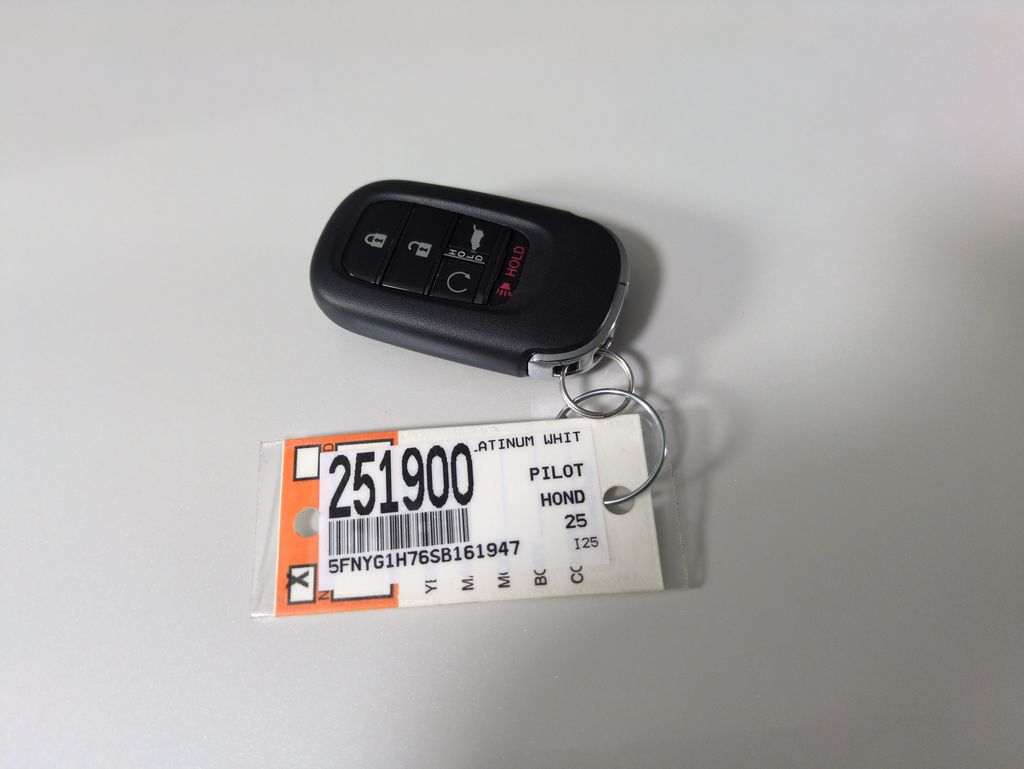 HOLD
HOLD
251900
ATINUM WHIT
PILOT
HOND
25
I25
5FNYG1H76SB161947
X
D
N